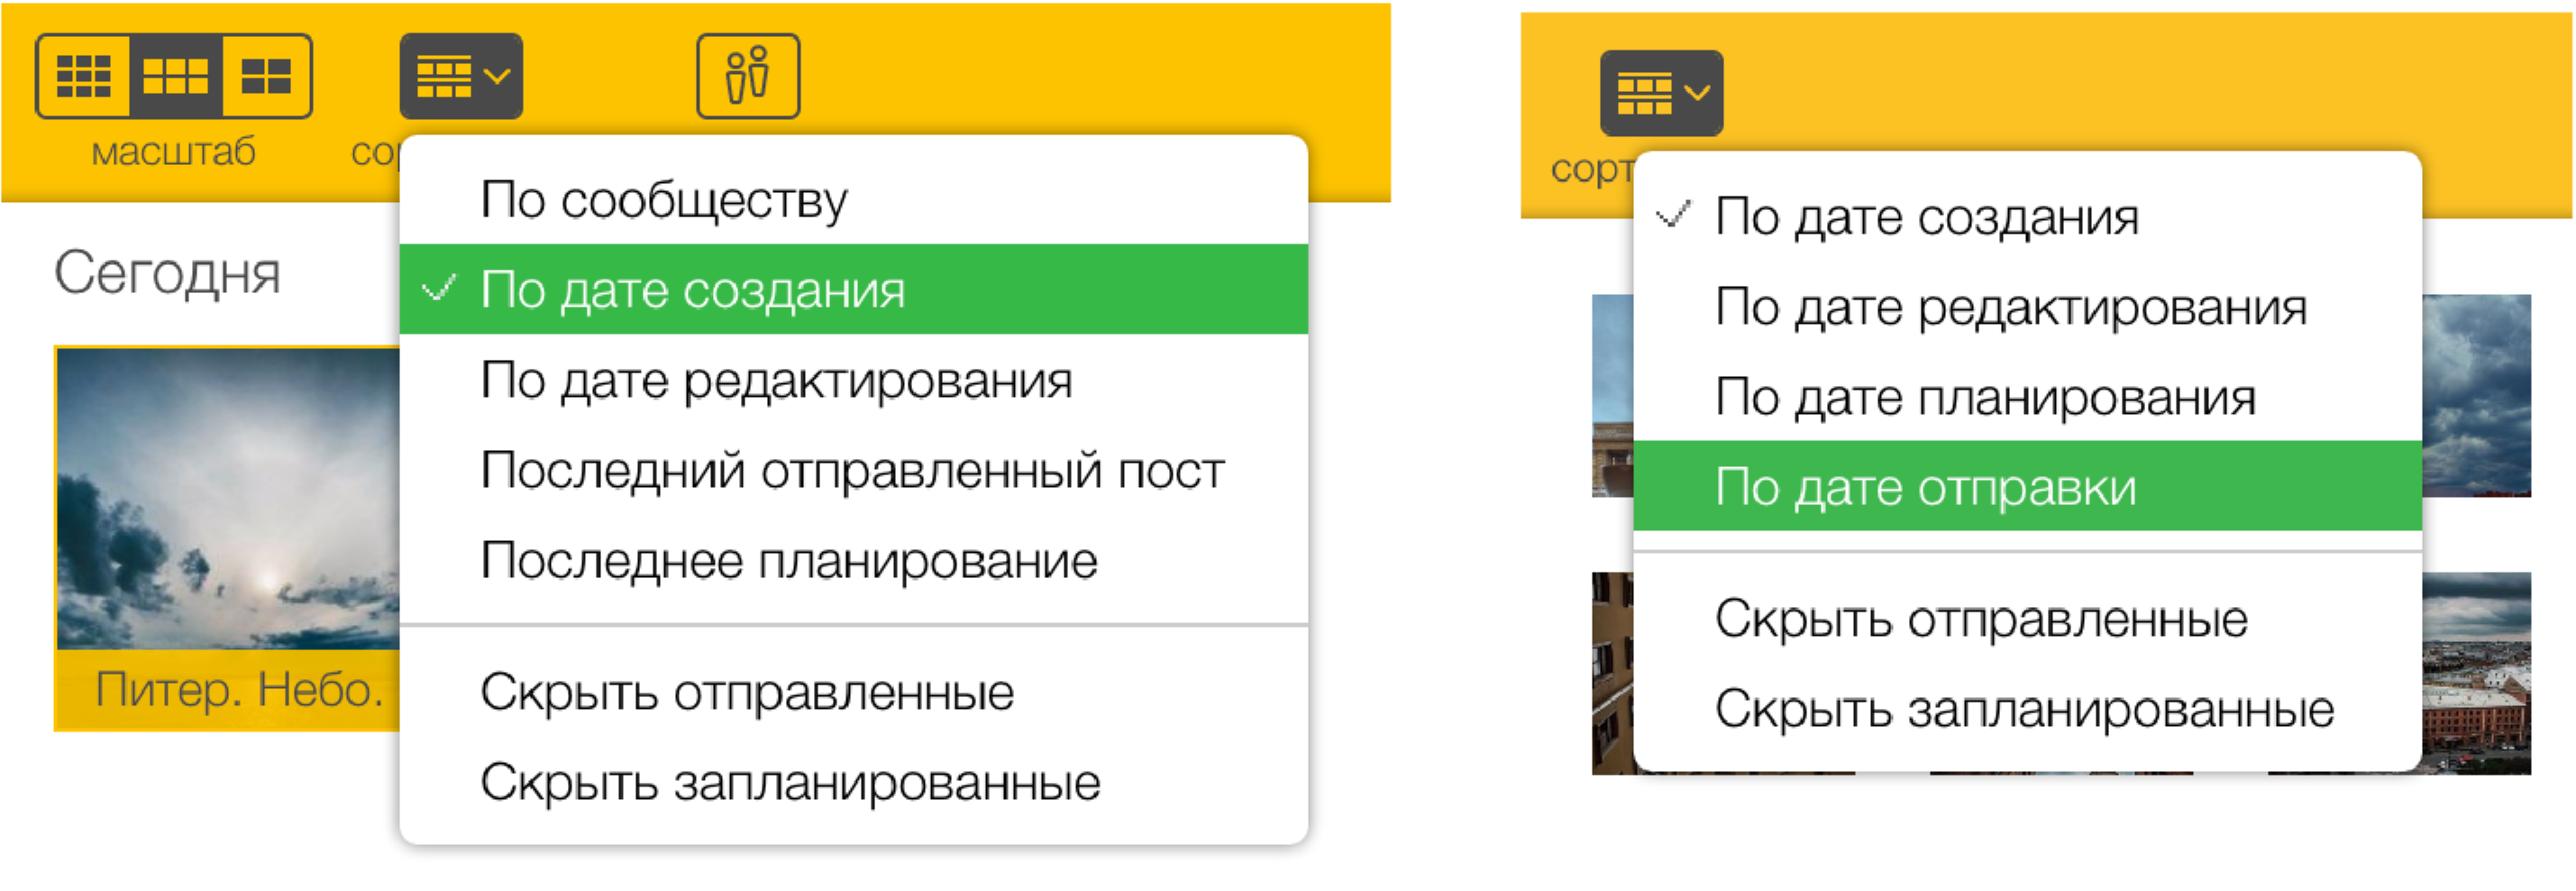 масштаб
По сообществу
По дате создания
По дате редактирования
Последний отправленный пост
Последнее планирование
Скрыть отправленные
Скрыть запланированные
Сегодня
Питер. Небо.
По дате создания
По дате редактирования
По дате планирования
По дате отправки
Скрыть отправленные
Скрыть запланированные